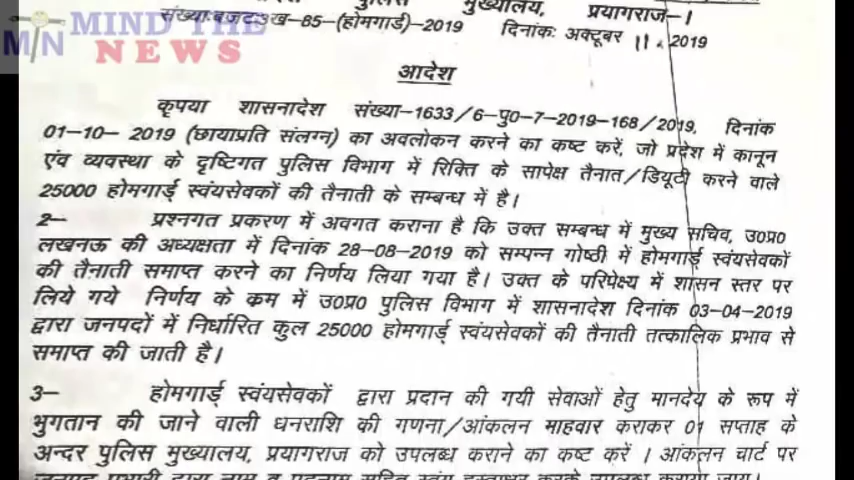 MIND THE
NEWS
पुलिस मुख्यालय, प्रयागराज-।
संख्या:बजट:उख-85-(होमगार्ड)-2019 दिनांक: अक्टूबर 11, 2019
आदेश
कृपया शासनादेश संख्या-1633/6-पु0-7-2019-168/2019, दिनांक
01-10- 2019 (छायाप्रति संलग्न) का अवलोकन करने का कष्ट करें, जो प्रदेश में कानून
एंव व्यवस्था के दृष्टिगत पुलिस विभाग में रिक्ति के सापेक्ष तैनात/डियूटी करने वाले
25000 होमगार्ड् स्वंयसेवकों की तैनाती के सम्बन्ध में है।
2- प्रश्नगत प्रकरण में अवगत कराना है कि उक्त सम्बन्ध में मुख्य सचिव, उ0प्र0
लखनऊ की अध्यक्षता में दिनांक 28-08-2019 को सम्पन्न गोष्ठी में होमगार्ड् स्वंयसेवकों
की तैनाती समाप्त करने का निर्णय लिया गया है। उक्त के परिपेक्ष्य में शासन स्तर पर
लिये गये निर्णय के कम में उ0प्र0 पुलिस विभाग में शासनादेश दिनांक 03-04-2019
द्वारा जनपदों में निर्धारित कुल 25000 होमगार्ड् स्वंयसेवकों की तैनाती तत्कालिक प्रभाव से
समाप्त की जाती है।
3- होमगार्ड् स्वंयसेवकों द्वारा प्रदान की गयी सेवाओं हेतु मानदेय के रूप में
भुगतान की जाने वाली धनराशि की गणना/आंकलन माहवार कराकर 01 सप्ताह के
अन्दर पुलिस मुख्यालय, प्रयागराज को उपलब्ध कराने का कष्ट करें । आंकलन चार्ट पर